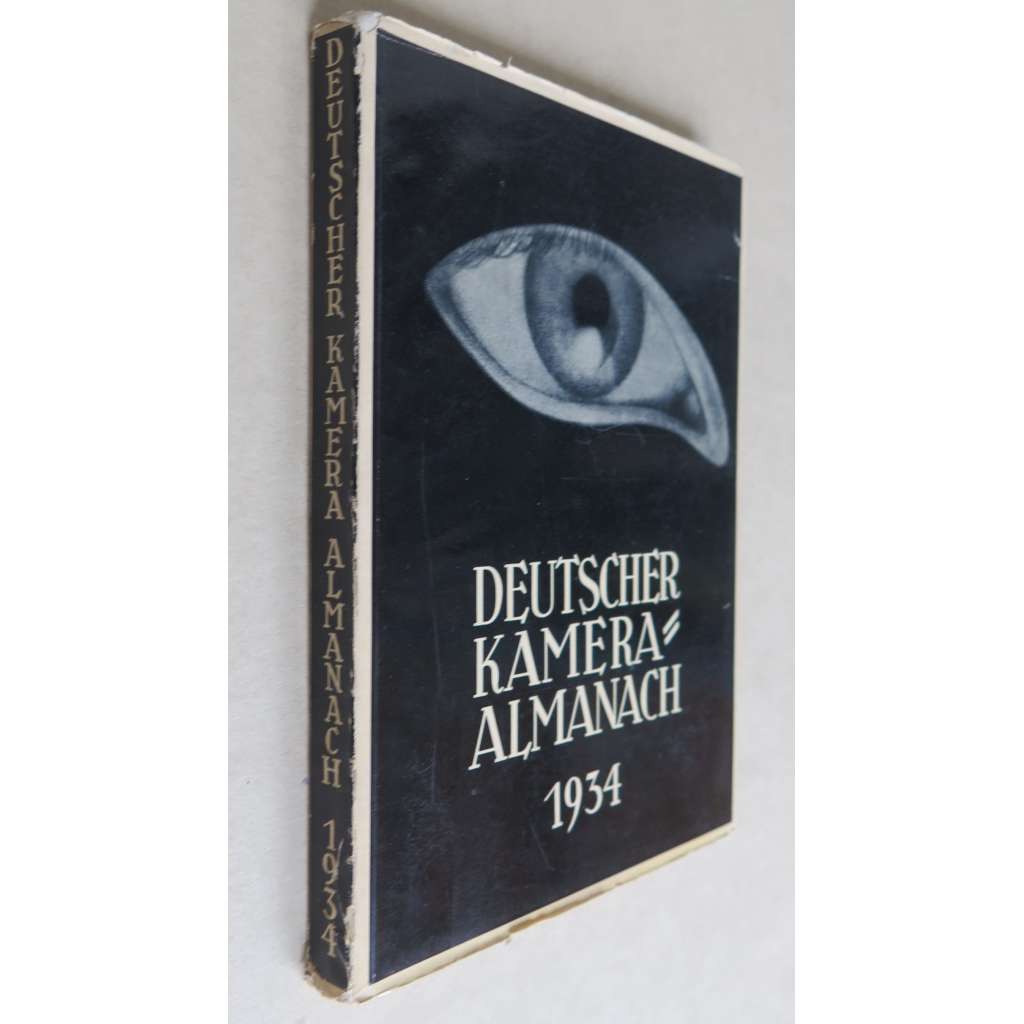 DEUTSCHER KAMERA ALMANACH 1934
DEUTSCHER
KAMERA=
ALMANACH
1934